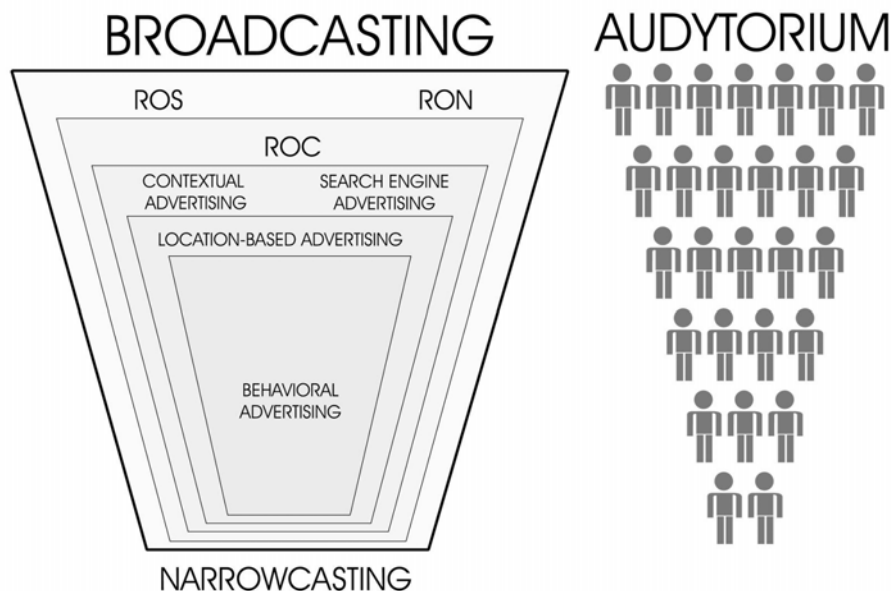 BROADCASTING
AUDYTORIUM
ROS
RON
ROC
CONTEXTUAL
ADVERTISING
SEARCH ENGINE
ADVERTISING
LOCATION-BASED ADVERTISING
BEHAVIORAL
ADVERTISING
NARROWCASTING